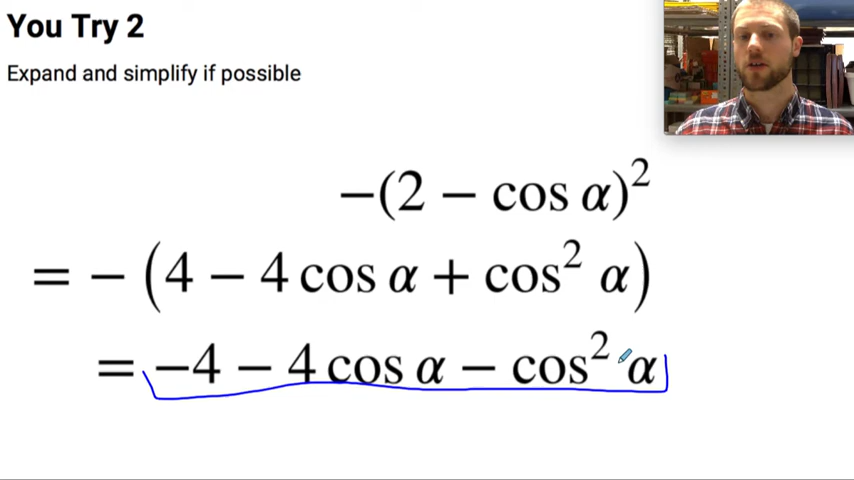 You Try 2
Expand and simplify if possible
−(2 − cos α)²
= − (4 − 4 cos α + cos² α)
= −4 − 4 cos α − cos² α